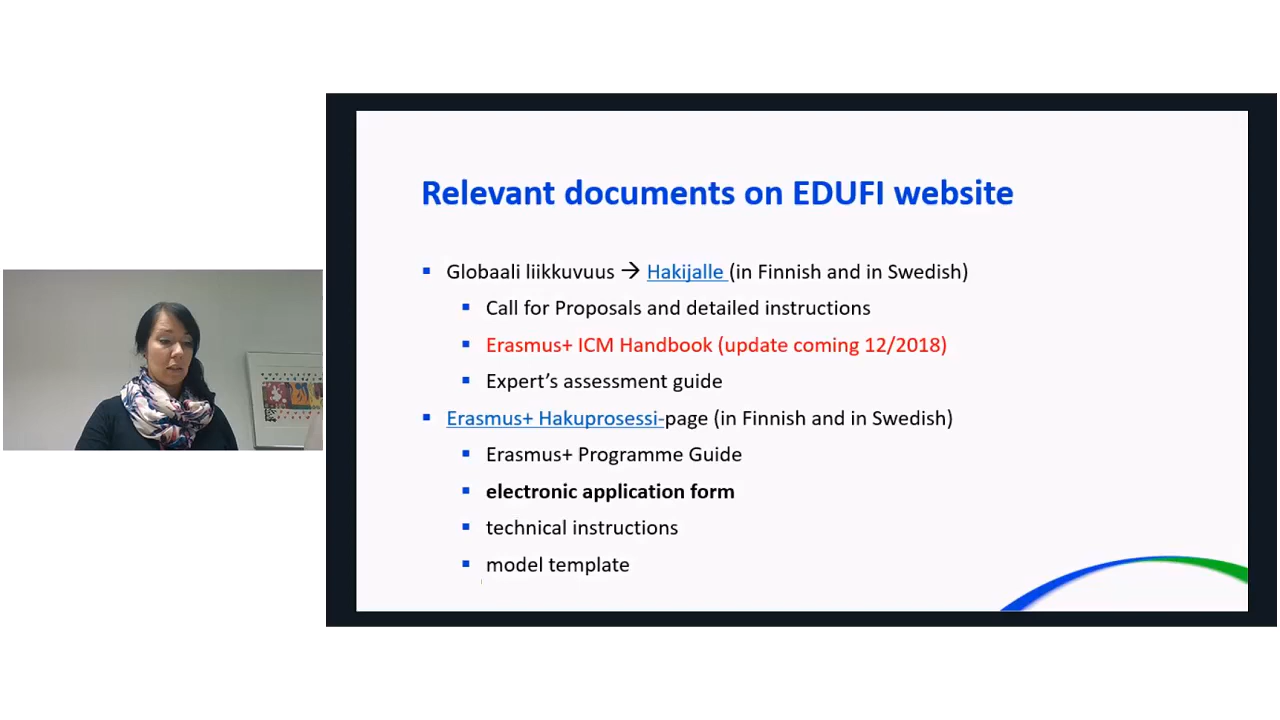 Relevant documents on EDUFI website
Globaali liikkuvuus → Hakijalle (in Finnish and in Swedish)
Call for Proposals and detailed instructions
Erasmus+ ICM Handbook (update coming 12/2018)
Expert’s assessment guide
Erasmus+ Hakuprosessi-page (in Finnish and in Swedish)
Erasmus+ Programme Guide
electronic application form
technical instructions
model template